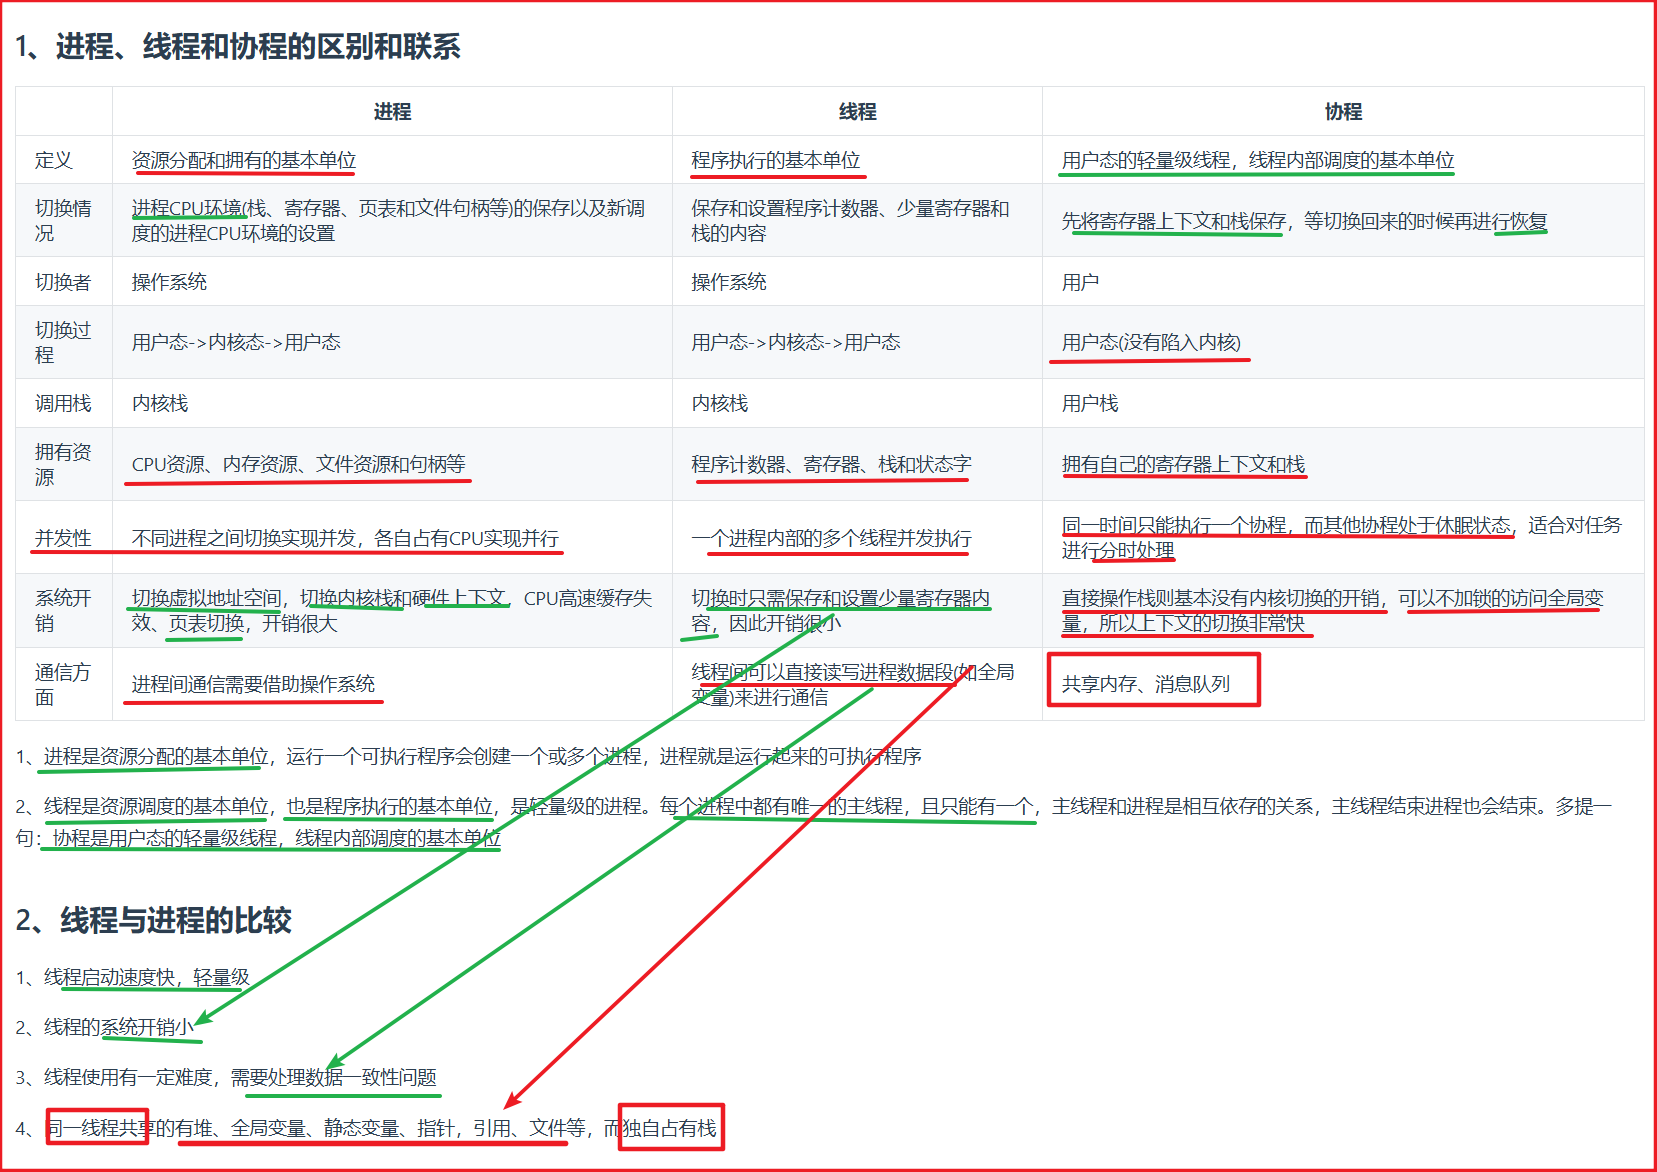 1、进程、线程和协程的区别和联系
进程 线程 协程
定义 资源分配和拥有的基本单位 程序执行的基本单位 用户态的轻量级线程，线程内部调度的基本单位
切换情况 进程CPU环境(栈、寄存器、页表和文件句柄等)的保存以及新调度的进程CPU环境的设置 保存和设置程序计数器、少量寄存器和栈的内容 先将寄存器上下文和栈保存，等切换回来的时候再进行恢复
切换者 操作系统 操作系统 用户
切换过程 用户态->内核态->用户态 用户态->内核态->用户态 用户态(没有陷入内核)
调用栈 内核栈 内核栈 用户栈
拥有资源 CPU资源、内存资源、文件资源和句柄等 程序计数器、寄存器、栈和状态字 拥有自己的寄存器上下文和栈
并发性 不同进程之间切换实现并发，各自占有CPU实现并行 一个进程内部的多个线程并发执行 同一时间只能执行一个协程，而其他协程处于休眠状态，适合对任务进行分时处理
系统开销 切换虚拟地址空间，切换内核栈和硬件上下文，CPU高速缓存失效、页表切换，开销很大 切换时只需保存和设置少量寄存器内容，因此开销很小 直接操作栈则基本没有内核切换的开销，可以不加锁的访问全局变量，所以上下文的切换非常快
通信方面 进程间通信需要借助操作系统 线程间可以直接读写进程数据段(如全局变量)来进行通信 共享内存、消息队列
1、进程是资源分配的基本单位，运行一个可执行程序会创建一个或多个进程，进程就是运行起来的可执行程序
2、线程是资源调度的基本单位，也是程序执行的基本单位，是轻量级的进程。每个进程中都有唯一的主线程，且只能有一个，主线程和进程是相互依存的关系，主线程结束进程也会结束。多提一
句：协程是用户态的轻量级线程，线程内部调度的基本单位
2、线程与进程的比较
1、线程启动速度快，轻量级
2、线程的系统开销小
3、线程使用有一定难度，需要处理数据一致性问题
4、同一线程共享的有堆、全局变量、静态变量、指针，引用、文件等，而独自占有栈